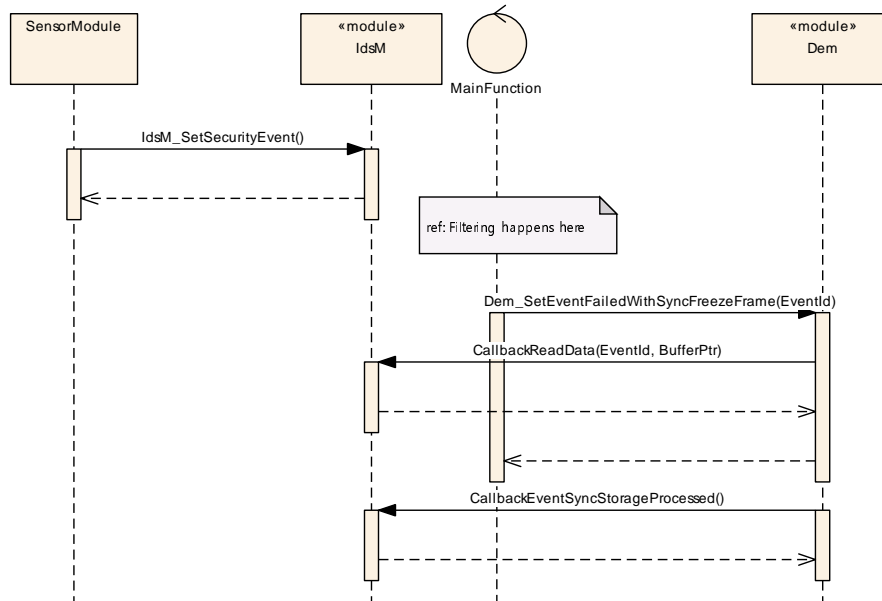 SensorModule
«module»
IdsM
MainFunction
«module»
Dem
IdsM_SetSecurityEvent()
ref: Filtering happens here
Dem_SetEventFailedWithSyncFreezeFrame(EventId)
CallbackReadData(EventId, BufferPtr)
CallbackEventSyncStorageProcessed()